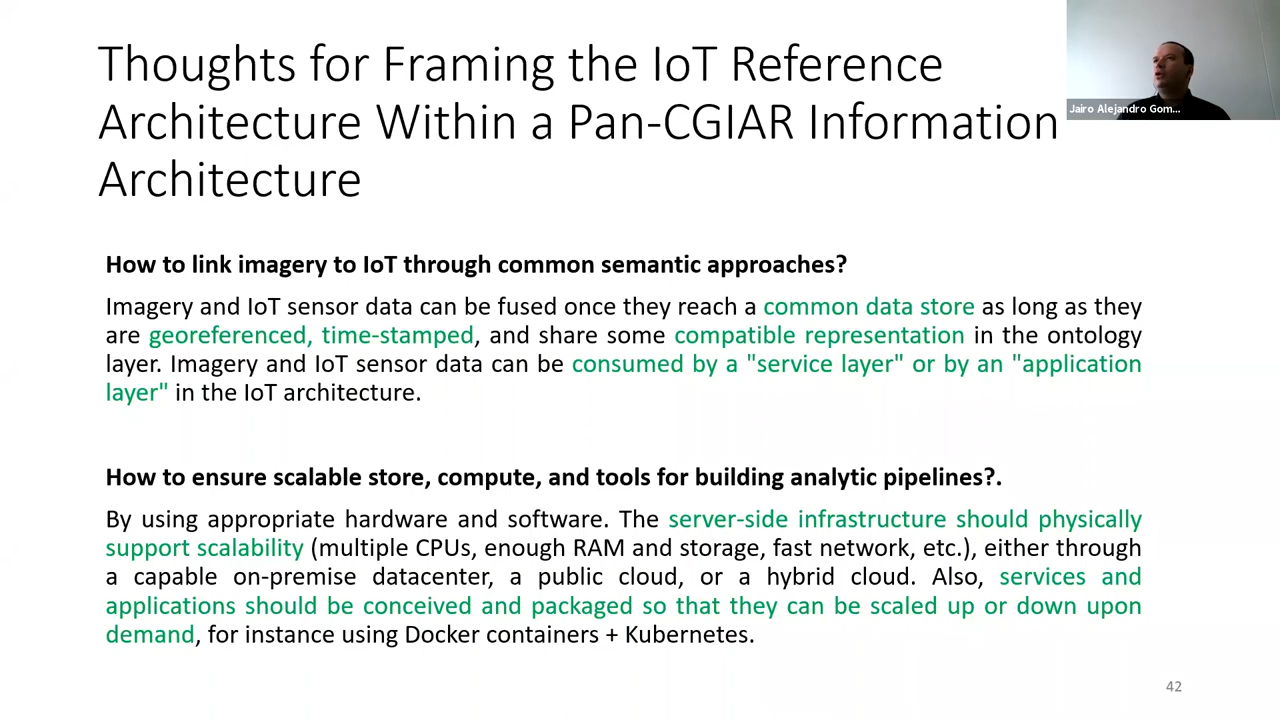 Thoughts for Framing the IoT Reference
Architecture Within a Pan-CGIAR Information
Architecture
Jairo Alejandro Gom...
How to link imagery to IoT through common semantic approaches?
Imagery and IoT sensor data can be fused once they reach a common data store as long as they
are georeferenced, time-stamped, and share some compatible representation in the ontology
layer. Imagery and IoT sensor data can be consumed by a "service layer" or by an "application
layer" in the IoT architecture.
How to ensure scalable store, compute, and tools for building analytic pipelines?.
By using appropriate hardware and software. The server-side infrastructure should physically
support scalability (multiple CPUs, enough RAM and storage, fast network, etc.), either through
a capable on-premise datacenter, a public cloud, or a hybrid cloud. Also, services and
applications should be conceived and packaged so that they can be scaled up or down upon
demand, for instance using Docker containers + Kubernetes.
42